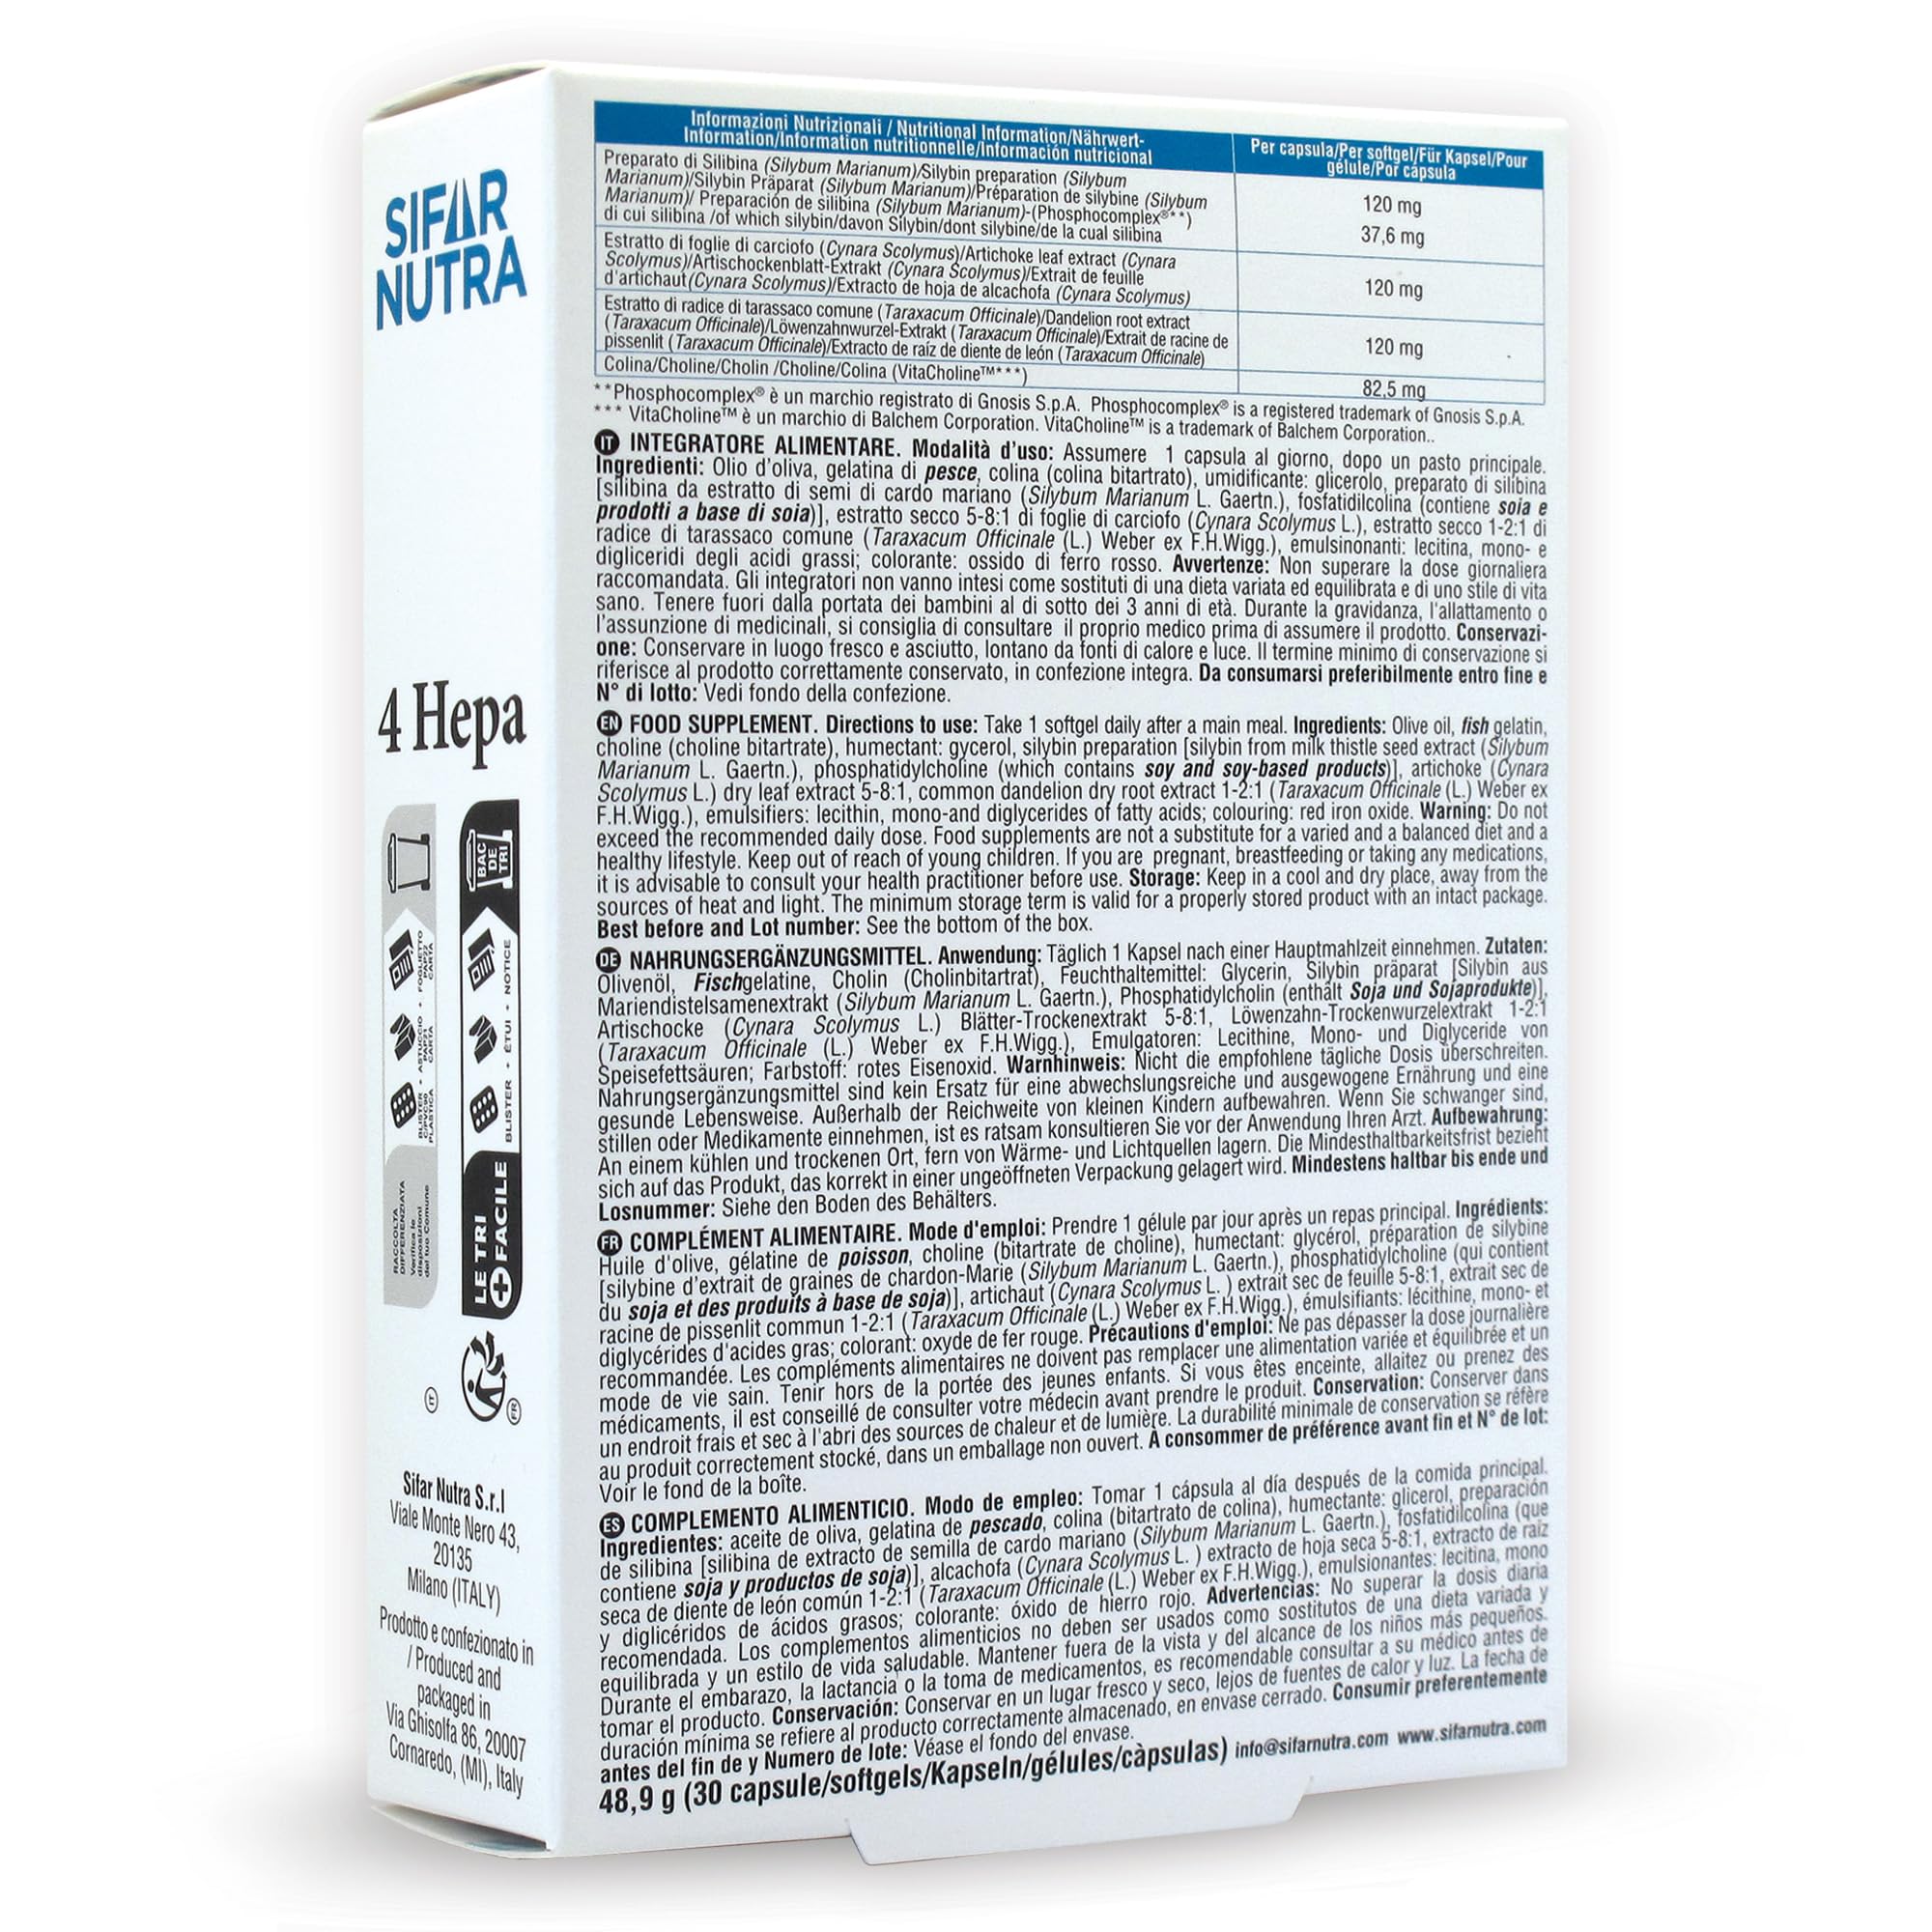 SIFAR
NUTRA
4 Hepa
BAC
DE
TRI
BLISTER + ASTUCCIO + FOGLIETTO
C/PVC90 PAP21 PAP22
PLASTICA CARTA CARTA
BLISTER + ÉTUI + NOTICE
RACCOLTA
DIFFERENZIATA
Verifica le
disposizioni
del tuo Comune
LE TRI
+ FACILE
IT
FR
Sifar Nutra S.r.l
Viale Monte Nero 43,
20135
Milano (ITALY)
Prodotto e confezionato in
/ Produced and
packaged in
Via Ghisolfa 86, 20007
Cornaredo, (MI), Italy
Informazioni Nutrizionali / Nutritional Information/Nährwert-
Information/Information nutritionnelle/Información nutricional
Per capsula/Per softgel/Für Kapsel/Pour
gélule/Por cápsula
Preparato di Silibina (Silybum Marianum)/Silybin preparation (Silybum
Marianum)/Silybin Präparat (Silybum Marianum)/Préparation de silybine (Silybum
Marianum)/ Preparación de silibina (Silybum Marianum)-(Phosphocomplex®**)
120 mg
di cui silibina /of which silybin/davon Silybin/dont silybine/de la cual silibina
37,6 mg
Estratto di foglie di carciofo (Cynara Scolymus)/Artichoke leaf extract (Cynara
Scolymus)/Artischockenblatt-Extrakt (Cynara Scolymus)/Extrait de feuille
d'artichaut(Cynara Scolymus)/Extracto de hoja de alcachofa (Cynara Scolymus)
120 mg
Estratto di radice di tarassaco comune (Taraxacum Officinale)/Dandelion root extract
(Taraxacum Officinale)/Löwenzahnwurzel-Extrakt (Taraxacum Officinale)/Extrait de racine de
pissenlit (Taraxacum Officinale)/Extracto de raíz de diente de león (Taraxacum Officinale)
120 mg
Colina/Choline/Cholin /Choline/Colina (VitaCholine™***)
82,5 mg
**Phosphocomplex® è un marchio registrato di Gnosis S.p.A. Phosphocomplex® is a registered trademark of Gnosis S.p.A.
*** VitaCholine™ è un marchio di Balchem Corporation. VitaCholine™ is a trademark of Balchem Corporation..
IT INTEGRATORE ALIMENTARE. Modalità d'uso: Assumere 1 capsula al giorno, dopo un pasto principale.
Ingredienti: Olio d'oliva, gelatina di pesce, colina (colina bitartrato), umidificante: glicerolo, preparato di silibina
[silibina da estratto di semi di cardo mariano (Silybum Marianum L. Gaertn.), fosfatidilcolina (contiene soia e
prodotti a base di soia)], estratto secco 5-8:1 di foglie di carciofo (Cynara Scolymus L.), estratto secco 1-2:1 di
radice di tarassaco comune (Taraxacum Officinale (L.) Weber ex F.H.Wigg.), emulsinonanti: lecitina, mono- e
digliceridi degli acidi grassi; colorante: ossido di ferro rosso. Avvertenze: Non superare la dose giornaliera
raccomandata. Gli integratori non vanno intesi come sostituti di una dieta variata ed equilibrata e di uno stile di vita
sano. Tenere fuori dalla portata dei bambini al di sotto dei 3 anni di età. Durante la gravidanza, l'allattamento o
l'assunzione di medicinali, si consiglia di consultare il proprio medico prima di assumere il prodotto. Conservazi-
one: Conservare in luogo fresco e asciutto, lontano da fonti di calore e luce. Il termine minimo di conservazione si
riferisce al prodotto correttamente conservato, in confezione integra. Da consumarsi preferibilmente entro fine e
N° di lotto: Vedi fondo della confezione.
EN FOOD SUPPLEMENT. Directions to use: Take 1 softgel daily after a main meal. Ingredients: Olive oil, fish gelatin,
choline (choline bitartrate), humectant: glycerol, silybin preparation [silybin from milk thistle seed extract (Silybum
Marianum L. Gaertn.), phosphatidylcholine (which contains soy and soy-based products)], artichoke (Cynara
Scolymus L.) dry leaf extract 5-8:1, common dandelion dry root extract 1-2:1 (Taraxacum Officinale (L.) Weber ex
F.H.Wigg.), emulsifiers: lecithin, mono-and diglycerides of fatty acids; colouring: red iron oxide. Warning: Do not
exceed the recommended daily dose. Food supplements are not a substitute for a varied and a balanced diet and a
healthy lifestyle. Keep out of reach of young children. If you are pregnant, breastfeeding or taking any medications,
it is advisable to consult your health practitioner before use. Storage: Keep in a cool and dry place, away from the
sources of heat and light. The minimum storage term is valid for a properly stored product with an intact package.
Best before and Lot number: See the bottom of the box.
DE NAHRUNGSERGÄNZUNGSMITTEL. Anwendung: Täglich 1 Kapsel nach einer Hauptmahlzeit einnehmen. Zutaten:
Olivenöl, Fischgelatine, Cholin (Cholinbitartrat), Feuchthaltemittel: Glycerin, Silybin präparat [Silybin aus
Mariendistelsamenextrakt (Silybum Marianum L. Gaertn.), Phosphatidylcholin (enthält Soja und Sojaprodukte)],
Artischocke (Cynara Scolymus L.) Blätter-Trockenextrakt 5-8:1, Löwenzahn-Trockenwurzelextrakt 1-2:1
(Taraxacum Officinale (L.) Weber ex F.H.Wigg.), Emulgatoren: Lecithine, Mono- und Diglyceride von
Speisefettsäuren; Farbstoff: rotes Eisenoxid. Warnhinweis: Nicht die empfohlene tägliche Dosis überschreiten.
Nahrungsergänzungsmittel sind kein Ersatz für eine abwechslungsreiche und ausgewogene Ernährung und eine
gesunde Lebensweise. Außerhalb der Reichweite von kleinen Kindern aufbewahren. Wenn Sie schwanger sind,
stillen oder Medikamente einnehmen, ist es ratsam konsultieren Sie vor der Anwendung Ihren Arzt. Aufbewahrung:
An einem kühlen und trockenen Ort, fern von Wärme- und Lichtquellen lagern. Die Mindesthaltbarkeitsfrist bezieht
sich auf das Produkt, das korrekt in einer ungeöffneten Verpackung gelagert wird. Mindestens haltbar bis ende und
Losnummer: Siehe den Boden des Behälters.
FR COMPLÉMENT ALIMENTAIRE. Mode d'emploi: Prendre 1 gélule par jour après un repas principal. Ingrédients:
Huile d'olive, gélatine de poisson, choline (bitartrate de choline), humectant: glycérol, préparation de silybine
[silybine d'extrait de graines de chardon-Marie (Silybum Marianum L. Gaertn.), phosphatidylcholine (qui contient
du soja et des produits à base de soja)], artichaut (Cynara Scolymus L. ) extrait sec de feuille 5-8:1, extrait sec de
racine de pissenlit commun 1-2:1 (Taraxacum Officinale (L.) Weber ex F.H.Wigg.), émulsifiants: lécithine, mono- et
diglycérides d'acides gras; colorant: oxyde de fer rouge. Précautions d'emploi: Ne pas dépasser la dose journalière
recommandée. Les compléments alimentaires ne doivent pas remplacer une alimentation variée et équilibrée et un
mode de vie sain. Tenir hors de la portée des jeunes enfants. Si vous êtes enceinte, allaitez ou prenez des
médicaments, il est conseillé de consulter votre médecin avant prendre le produit. Conservation: Conserver dans
un endroit frais et sec à l'abri des sources de chaleur et de lumière. La durabilité minimale de conservation se réfère
au produit correctement stocké, dans un emballage non ouvert. À consommer de préférence avant fin et N° de lot:
Voir le fond de la boîte.
ES COMPLEMENTO ALIMENTICIO. Modo de empleo: Tomar 1 cápsula al día después de la comida principal.
Ingredientes: aceite de oliva, gelatina de pescado, colina (bitartrato de colina), humectante: glicerol, preparación
de silibina [silibina de extracto de semilla de cardo mariano (Silybum Marianum L. Gaertn.), fosfatidilcolina (que
contiene soja y productos de soja)], alcachofa (Cynara Scolymus L. ) extracto de hoja seca 5-8:1, extracto de raíz
seca de diente de león común 1-2:1 (Taraxacum Officinale (L.) Weber ex F.H.Wigg.), emulsionantes: lecitina, mono
y diglicéridos de ácidos grasos; colorante: óxido de hierro rojo. Advertencias: No superar la dosis diaria
recomendada. Los complementos alimenticios no deben ser usados como sostitutos de una dieta variada y
equilibrada y un estilo de vida saludable. Mantener fuera de la vista y del alcance de los niños más pequeños.
Durante el embarazo, la lactancia o la toma de medicamentos, es recomendable consultar a su médico antes de
tomar el producto. Conservación: Conservar en un lugar fresco y seco, lejos de fuentes de calor y luz. La fecha de
duración mínima se refiere al producto correctamente almacenado, en envase cerrado. Consumir preferentemente
antes del fin de y Numero de lote: Véase el fondo del envase.
48,9 g (30 capsule/softgels/Kapseln/gélules/càpsulas) info@sifarnutra.com www.sifarnutra.com